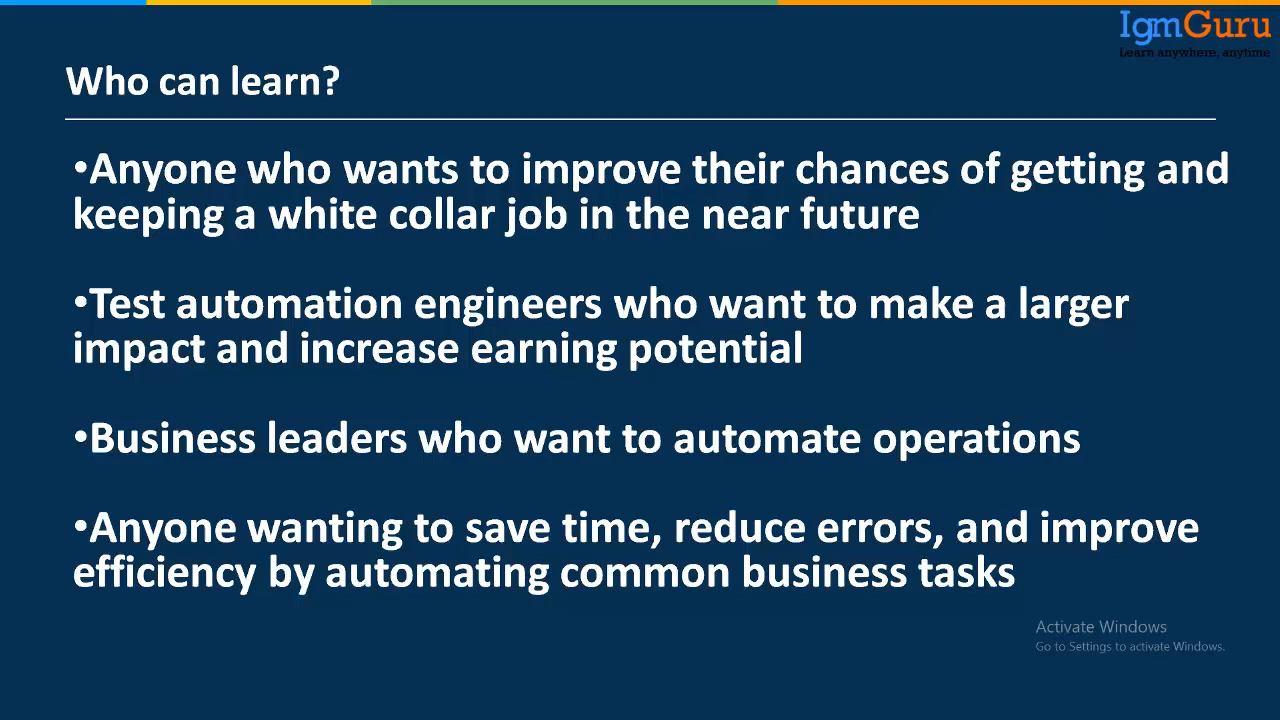 IgmGuru
Learn anywhere, anytime
Who can learn?
•Anyone who wants to improve their chances of getting and
keeping a white collar job in the near future
•Test automation engineers who want to make a larger
impact and increase earning potential
•Business leaders who want to automate operations
•Anyone wanting to save time, reduce errors, and improve
efficiency by automating common business tasks
Activate Windows
Go to Settings to activate Windows.